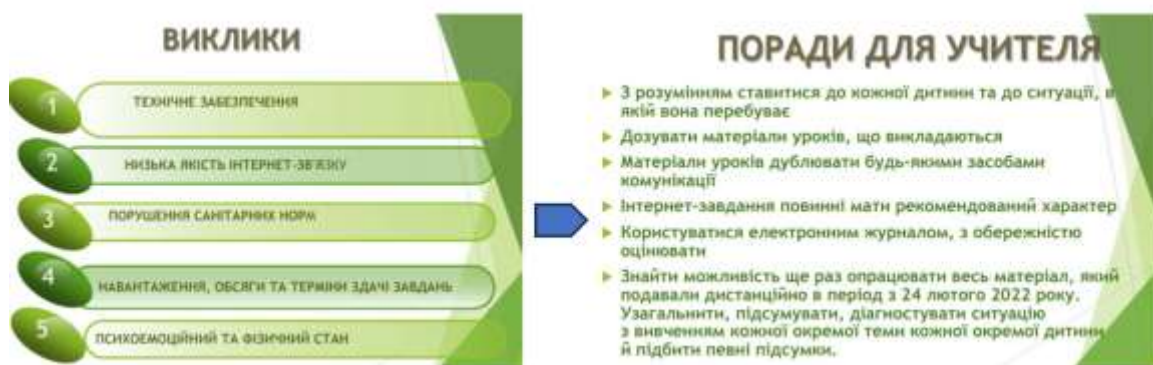 ВИКЛИКИ
1 ТЕХНІЧНЕ ЗАБЕЗПЕЧЕННЯ
2 НИЗЬКА ЯКІСТЬ ІНТЕРНЕТ-ЗВ'ЯЗКУ
3 ПОРУШЕННЯ САНІТАРНИХ НОРМ
4 НАВАНТАЖЕННЯ, ОБСЯГИ ТА ТЕРМІНИ ЗДАЧІ ЗАВДАНЬ
5 ПСИХОЕМОЦІЙНИЙ ТА ФІЗИЧНИЙ СТАН
ПОРАДИ ДЛЯ УЧИТЕЛЯ
З розумінням ставитися до кожної дитини та до ситуації, в
якій вона перебуває
Дозувати матеріали уроків, що викладаються
Матеріали уроків дублювати будь-якими засобами
комунікації
Інтернет-завдання повинні мати рекомендований характер
Користуватися електронним журналом, з обережністю
оцінювати
Знайти можливість ще раз опрацювати весь матеріал, який
подавали дистанційно в період з 24 лютого 2022 року.
Узагальнити, підсумувати, діагностувати ситуацію
з вивченням кожної окремої теми кожної окремої дитини
й підбити певні підсумки.